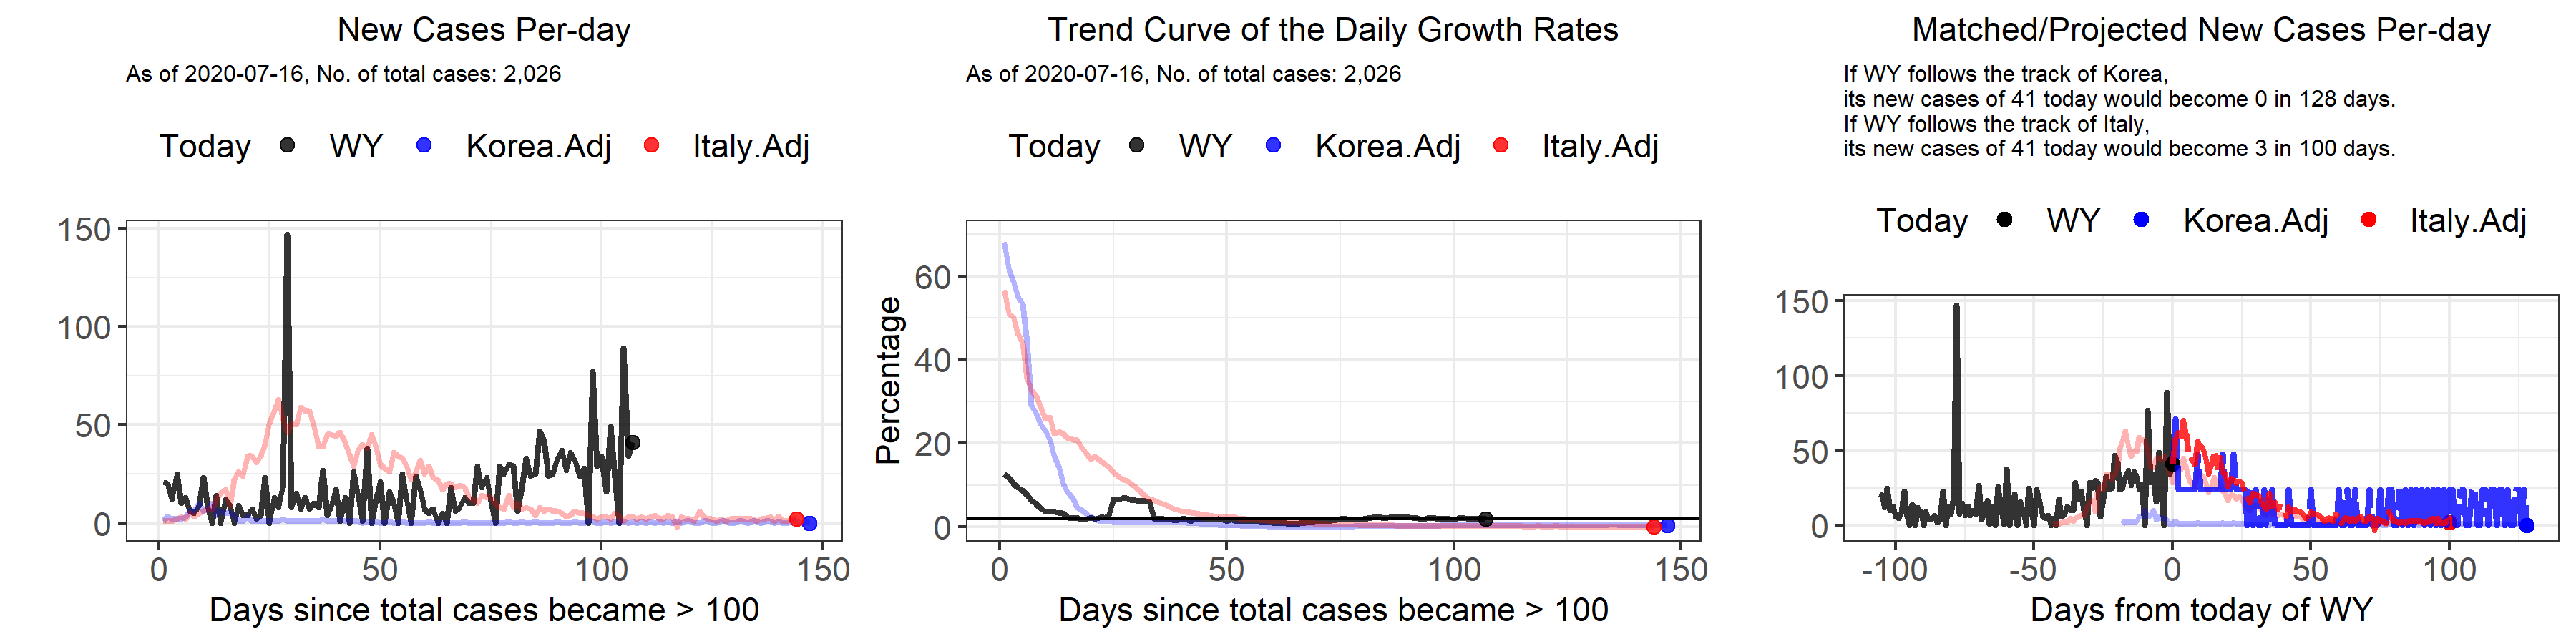 New Cases Per-day
As of 2020-07-16, No. of total cases: 2,026
Today WY Korea.Adj Italy.Adj
150
100
50
0
0 50 100 150
Days since total cases became > 100
Trend Curve of the Daily Growth Rates
As of 2020-07-16, No. of total cases: 2,026
Today WY Korea.Adj Italy.Adj
Percentage
60
40
20
0
0 50 100 150
Days since total cases became > 100
Matched/Projected New Cases Per-day
If WY follows the track of Korea,
its new cases of 41 today would become 0 in 128 days.
If WY follows the track of Italy,
its new cases of 41 today would become 3 in 100 days.
Today WY Korea.Adj Italy.Adj
150
100
50
0
-100 -50 0 50 100
Days from today of WY